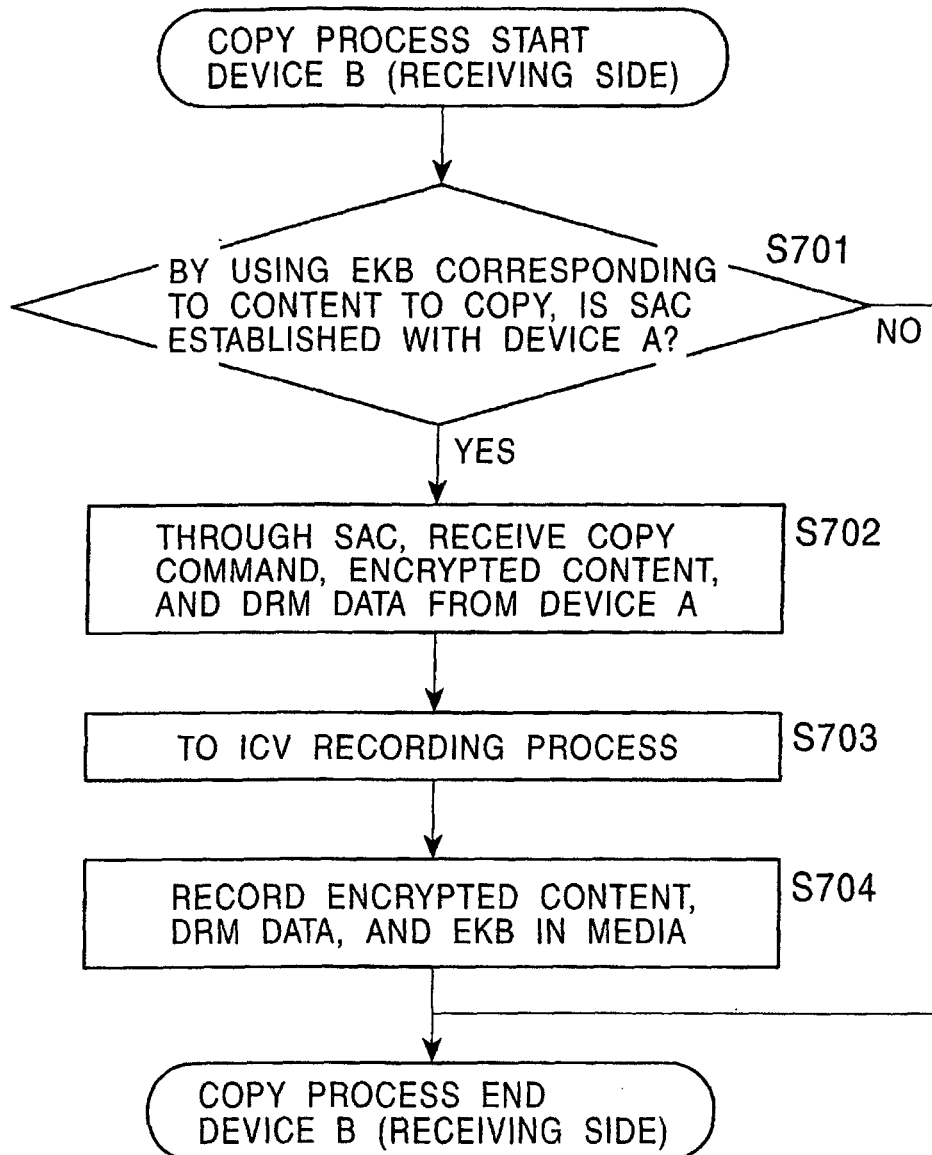 COPY PROCESS START
DEVICE B (RECEIVING SIDE)
S701
BY USING EKB CORRESPONDING
TO CONTENT TO COPY, IS SAC
ESTABLISHED WITH DEVICE A?
NO
YES
S702
THROUGH SAC, RECEIVE COPY
COMMAND, ENCRYPTED CONTENT,
AND DRM DATA FROM DEVICE A
TO ICV RECORDING PROCESS
S703
RECORD ENCRYPTED CONTENT,
DRM DATA, AND EKB IN MEDIA
S704
COPY PROCESS END
DEVICE B (RECEIVING SIDE)